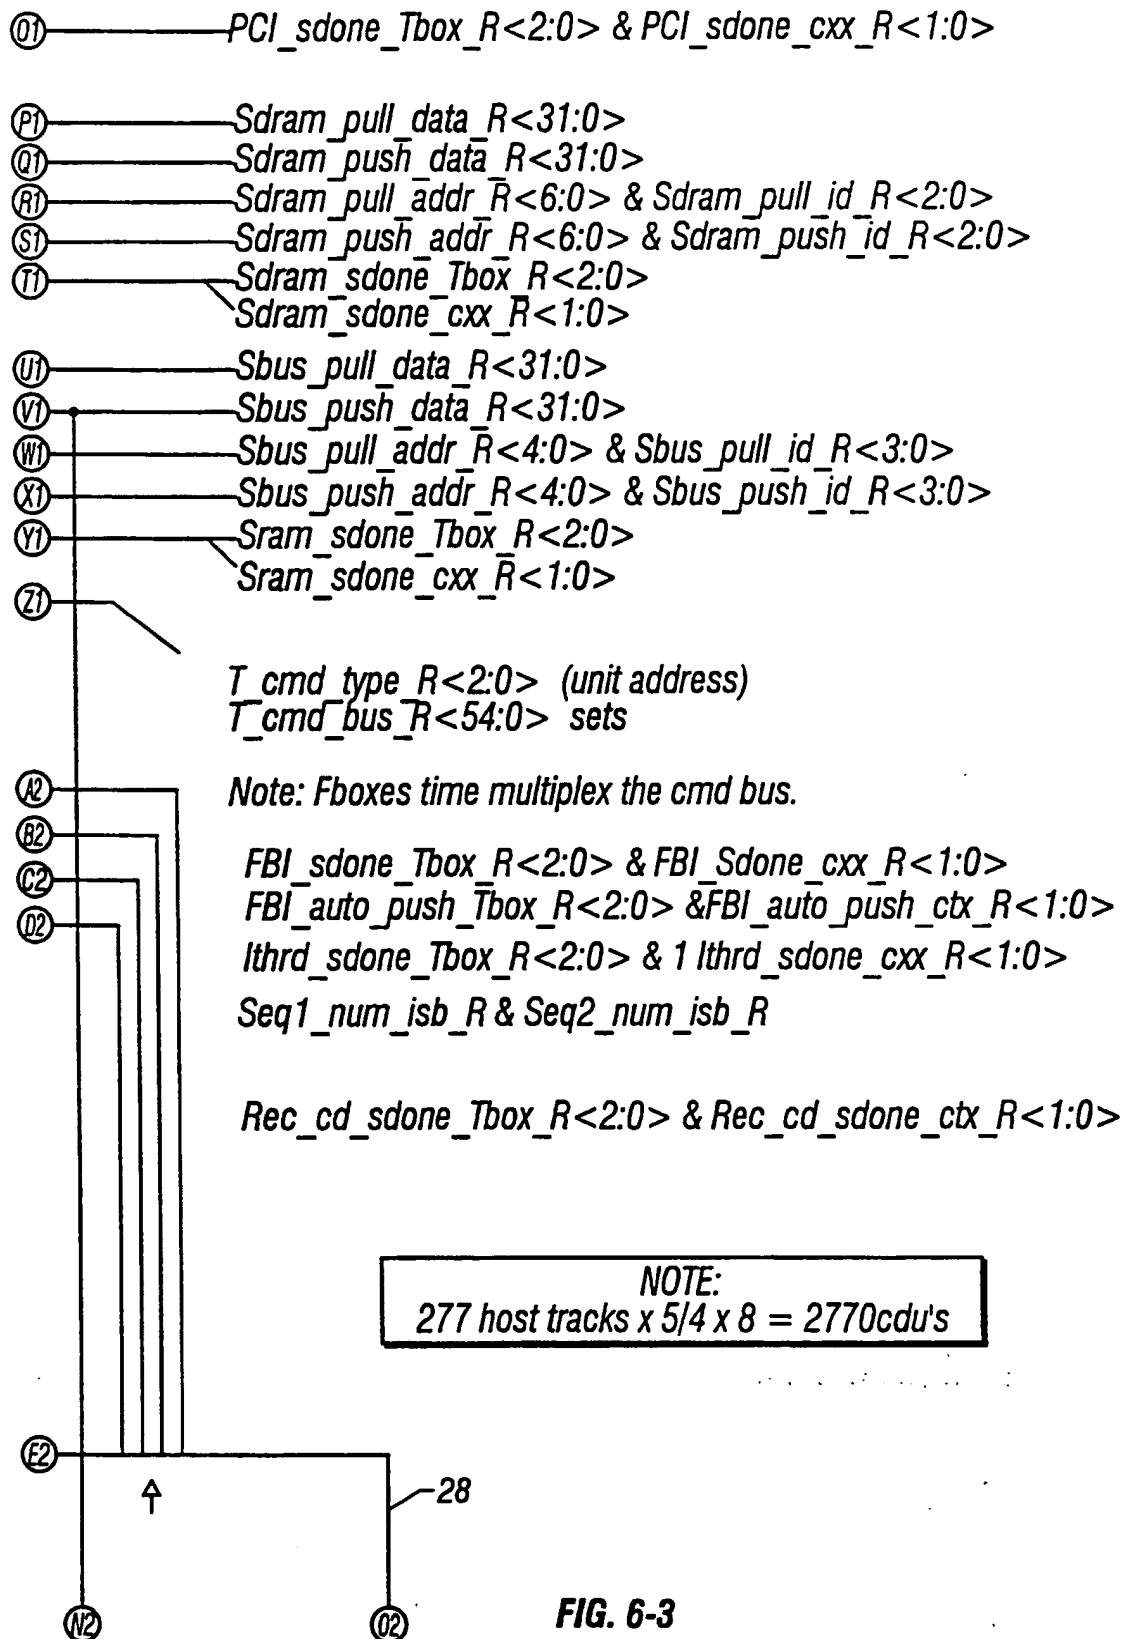 O1 PCI_sdone_Tbox_R<2:0> & PCI_sdone_cxx_R<1:0>
P1 Sdram_pull_data_R<31:0>
Q1 Sdram_push_data_R<31:0>
R1 Sdram_pull_addr_R<6:0> & Sdram_pull_id_R<2:0>
S1 Sdram_push_addr_R<6:0> & Sdram_push_id_R<2:0>
T1 Sdram_sdone_Tbox_R<2:0>
Sdram_sdone_cxx_R<1:0>
U1 Sbus_pull_data_R<31:0>
V1 Sbus_push_data_R<31:0>
W1 Sbus_pull_addr_R<4:0> & Sbus_pull_id_R<3:0>
X1 Sbus_push_addr_R<4:0> & Sbus_push_id_R<3:0>
Y1 Sram_sdone_Tbox_R<2:0>
Sram_sdone_cxx_R<1:0>
Z1
T_cmd_type_R<2:0> (unit address)
T_cmd_bus_R<54:0> sets
A2 Note: Fboxes time multiplex the cmd bus.
B2
FBI_sdone_Tbox_R<2:0> & FBI_Sdone_cxx_R<1:0>
C2
FBI_auto_push_Tbox_R<2:0> &FBI_auto_push_ctx_R<1:0>
D2
Ithrd_sdone_Tbox_R<2:0> & 1 Ithrd_sdone_cxx_R<1:0>
Seq1_num_isb_R & Seq2_num_isb_R
Rec_cd_sdone_Tbox_R<2:0> & Rec_cd_sdone_ctx_R<1:0>
NOTE:
277 host tracks x 5/4 x 8 = 2770cdu's
E2
28
N2 O2
FIG. 6-3